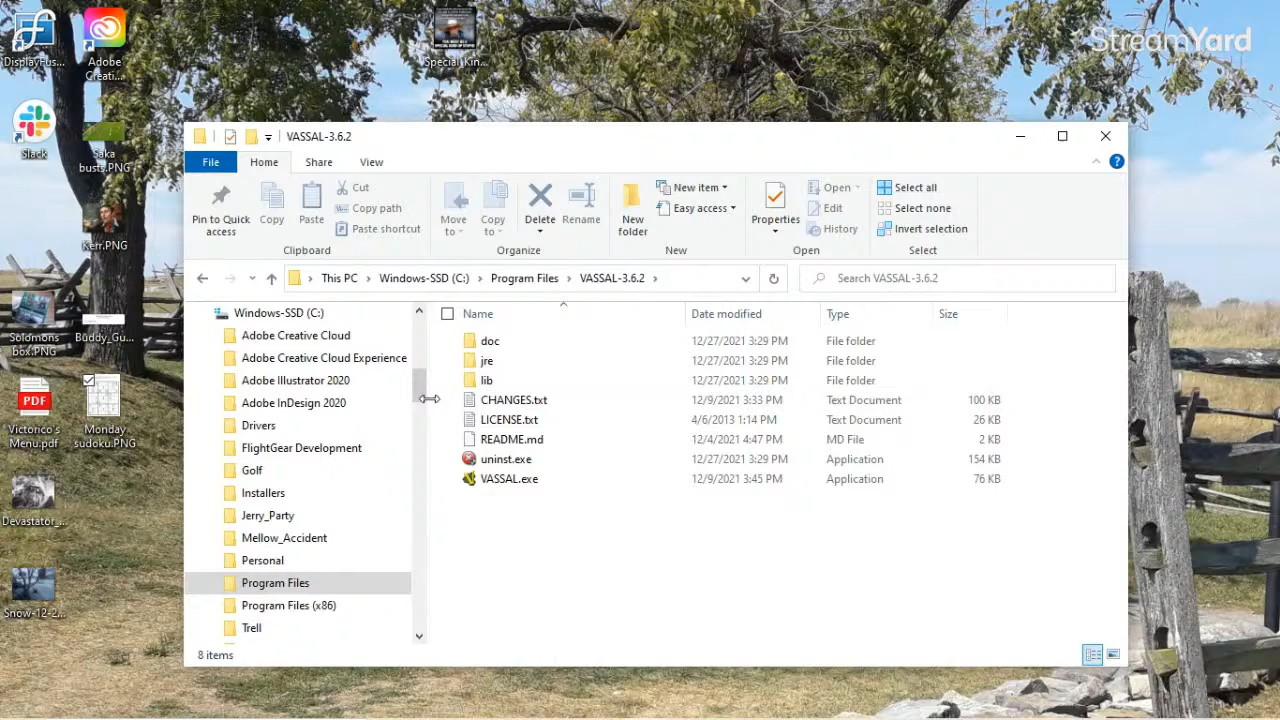 StreamYard
DisplayFus...
Adobe
Creati...
Special_Kin...
Slack
Saka
busts.PNG
Kerr.PNG
Solomons
box.PNG
Buddy_Gu...
PDF
Victorico's
Menu.pdf
Monday
sudoku.PNG
Devastator_...
Snow-12-2...
VASSAL-3.6.2
File Home Share View
Pin to Quick
access
Copy
Paste
Cut
Copy path
Paste shortcut
Clipboard
Move
to
Copy
to
Delete
Rename
Organize
New
folder
New item
Easy access
New
Properties
Open
Edit
History
Open
Select all
Select none
Invert selection
Select
This PC > Windows-SSD (C:) > Program Files > VASSAL-3.6.2 >
Search VASSAL-3.6.2
Windows-SSD (C:)
Adobe Creative Cloud
Adobe Creative Cloud Experience
Adobe Illustrator 2020
Adobe InDesign 2020
Drivers
FlightGear Development
Golf
Installers
Jerry_Party
Mellow_Accident
Personal
Program Files
Program Files (x86)
Trell
Name Date modified Type Size
doc 12/27/2021 3:29 PM File folder
jre 12/27/2021 3:29 PM File folder
lib 12/27/2021 3:29 PM File folder
CHANGES.txt 12/9/2021 3:33 PM Text Document 100 KB
LICENSE.txt 4/6/2013 1:14 PM Text Document 26 KB
README.md 12/4/2021 4:47 PM MD File 2 KB
uninst.exe 12/27/2021 3:29 PM Application 154 KB
VASSAL.exe 12/9/2021 3:45 PM Application 76 KB
8 items